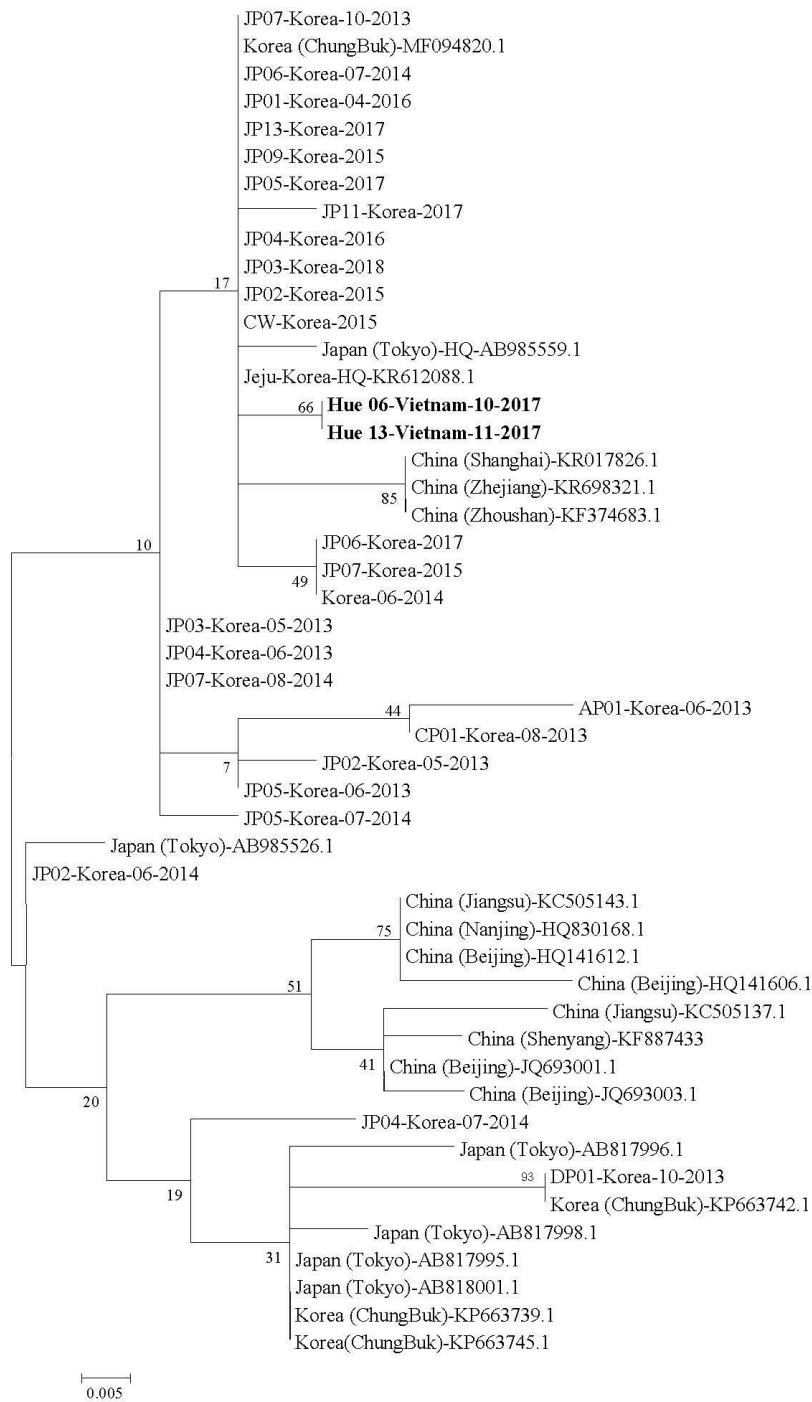 JP07-Korea-10-2013
Korea (ChungBuk)-MF094820.1
JP06-Korea-07-2014
JP01-Korea-04-2016
JP13-Korea-2017
JP09-Korea-2015
JP05-Korea-2017
JP11-Korea-2017
JP04-Korea-2016
JP03-Korea-2018
17
JP02-Korea-2015
CW-Korea-2015
Japan (Tokyo)-HQ-AB985559.1
Jeju-Korea-HQ-KR612088.1
66
Hue 06-Vietnam-10-2017
Hue 13-Vietnam-11-2017
China (Shanghai)-KR017826.1
China (Zhejiang)-KR698321.1
85
China (Zhoushan)-KF374683.1
10
JP06-Korea-2017
JP07-Korea-2015
49
Korea-06-2014
JP03-Korea-05-2013
JP04-Korea-06-2013
JP07-Korea-08-2014
44
AP01-Korea-06-2013
CP01-Korea-08-2013
7
JP02-Korea-05-2013
JP05-Korea-06-2013
JP05-Korea-07-2014
Japan (Tokyo)-AB985526.1
JP02-Korea-06-2014
China (Jiangsu)-KC505143.1
75
China (Nanjing)-HQ830168.1
China (Beijing)-HQ141612.1
China (Beijing)-HQ141606.1
51
China (Jiangsu)-KC505137.1
China (Shenyang)-KF887433
41
China (Beijing)-JQ693001.1
China (Beijing)-JQ693003.1
20
JP04-Korea-07-2014
Japan (Tokyo)-AB817996.1
93
DP01-Korea-10-2013
19
Korea (ChungBuk)-KP663742.1
Japan (Tokyo)-AB817998.1
31
Japan (Tokyo)-AB817995.1
Japan (Tokyo)-AB818001.1
Korea (ChungBuk)-KP663739.1
Korea(ChungBuk)-KP663745.1
0.005